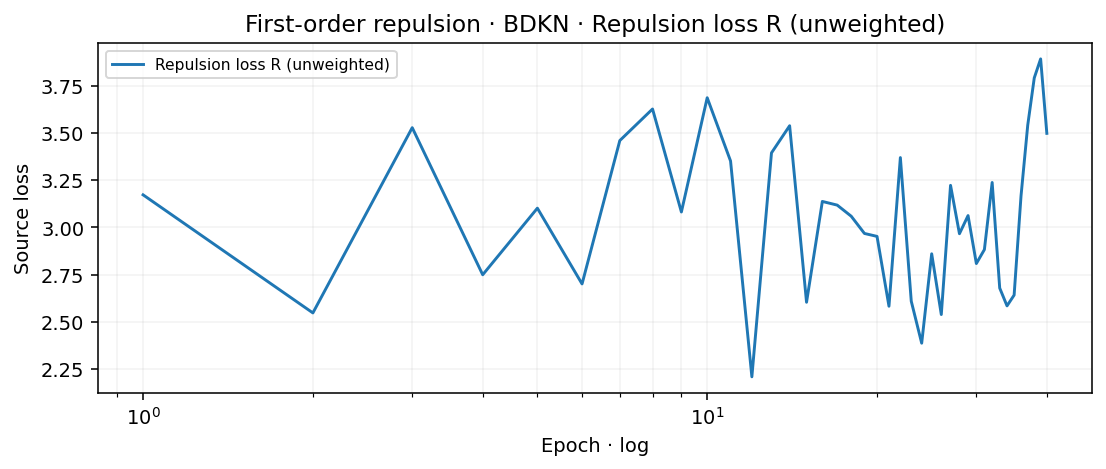 First-order repulsion · BDKN · Repulsion loss R (unweighted)
Repulsion loss R (unweighted)
Source loss
3.75
3.50
3.25
3.00
2.75
2.50
2.25
10⁰
10¹
Epoch · log